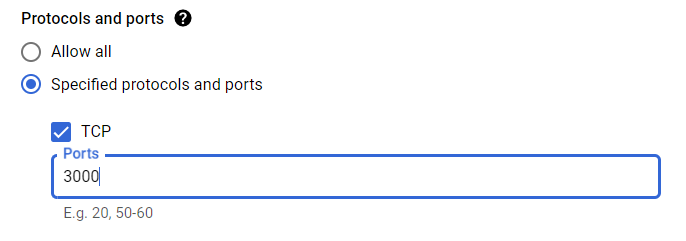 Protocols and ports ?
Allow all
Specified protocols and ports
TCP
Ports
3000
E.g. 20, 50-60